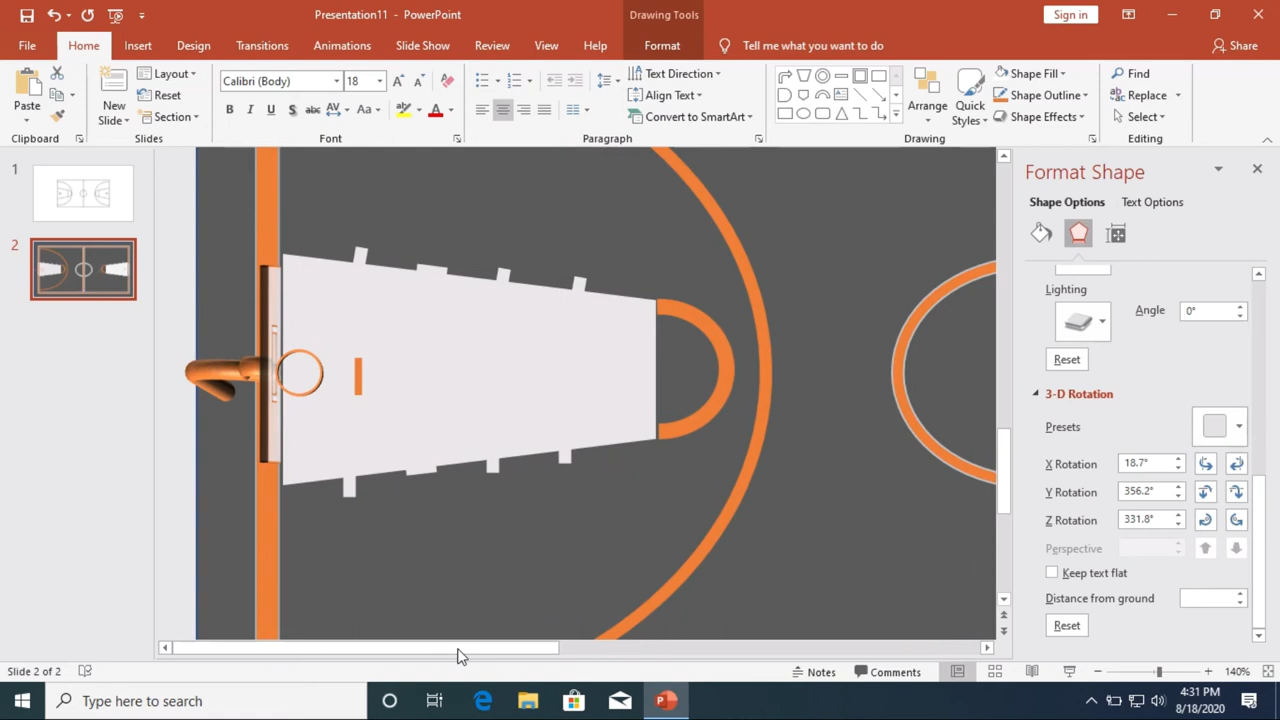 Presentation11 - PowerPoint
Drawing Tools
Sign in
File
Home
Insert
Design
Transitions
Animations
Slide Show
Review
View
Help
Format
Tell me what you want to do
Share
Paste
Clipboard
New
Slide
Layout
Reset
Section
Slides
Calibri (Body)
18
A
A
B
I
U
S
abc
AV
Aa
A
Font
Text Direction
Align Text
Convert to SmartArt
Paragraph
Arrange
Quick
Styles
Shape Fill
Shape Outline
Shape Effects
Drawing
Find
Replace
Select
Editing
1
2
Format Shape
Shape Options
Text Options
Lighting
Angle
0°
Reset
3-D Rotation
Presets
X Rotation
18.7°
Y Rotation
356.2°
Z Rotation
331.8°
Perspective
Keep text flat
Distance from ground
Reset
Slide 2 of 2
Notes
Comments
140%
Type here to search
4:31 PM
8/18/2020